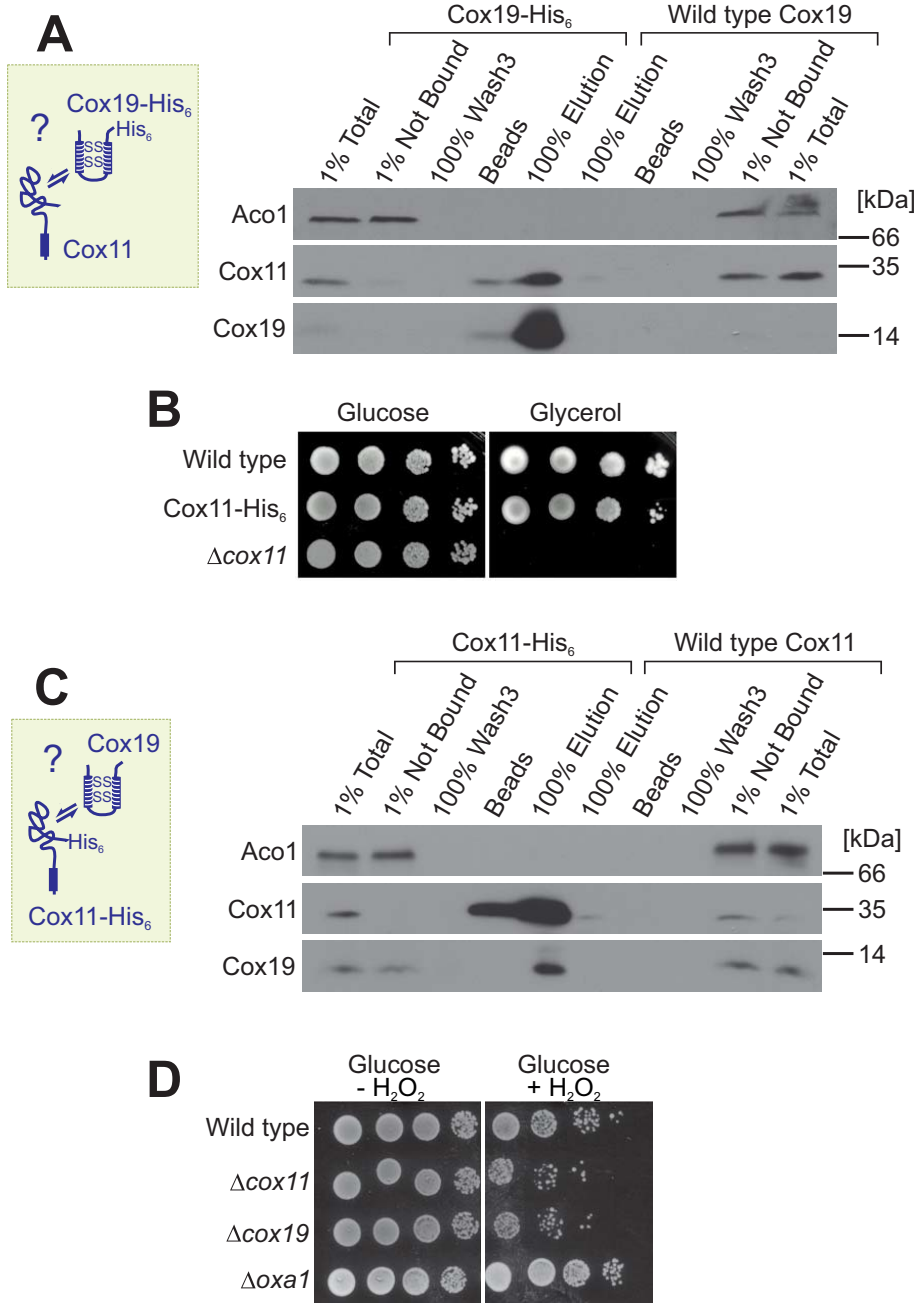 A
Cox19-His₆
Wild type Cox19
1% Total
1% Not Bound
100% Wash3
Beads
100% Elution
100% Elution
Beads
100% Wash3
1% Not Bound
1% Total
?
Cox19-His₆
His₆
SS
SS
Cox11
[kDa]
Aco1
66
Cox11
35
Cox19
14
B
Glucose
Glycerol
Wild type
Cox11-His₆
Δcox11
C
Cox11-His₆
Wild type Cox11
1% Total
1% Not Bound
100% Wash3
Beads
100% Elution
100% Elution
Beads
100% Wash3
1% Not Bound
1% Total
?
Cox19
SS
SS
His₆
Cox11-His₆
[kDa]
Aco1
66
Cox11
35
Cox19
14
D
Glucose
- H₂O₂
Glucose
+ H₂O₂
Wild type
Δcox11
Δcox19
Δoxa1